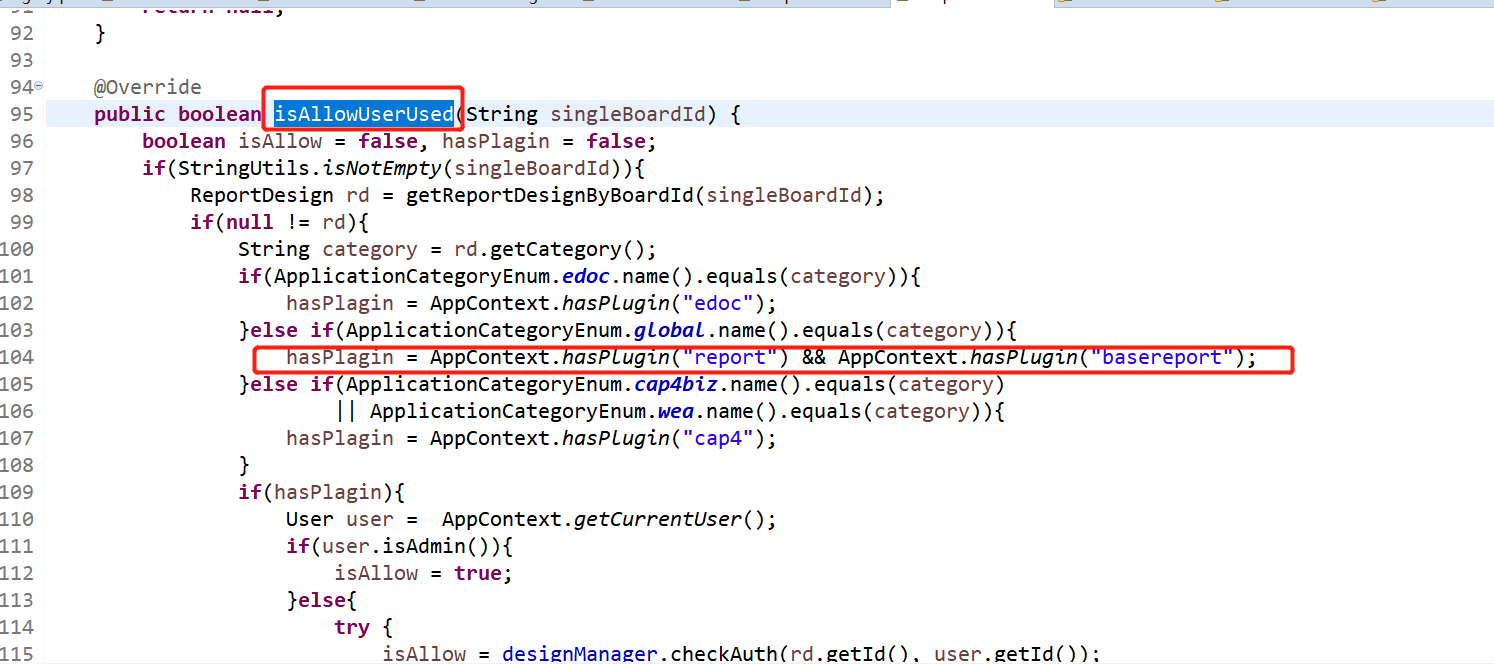 91 return null;
92 }
93
94 @Override
95 public boolean isAllowUserUsed(String singleBoardId) {
96 boolean isAllow = false, hasPlagin = false;
97 if(StringUtils.isNotEmpty(singleBoardId)){
98 ReportDesign rd = getReportDesignByBoardId(singleBoardId);
99 if(null != rd){
100 String category = rd.getCategory();
101 if(ApplicationCategoryEnum.edoc.name().equals(category)){
102 hasPlagin = AppContext.hasPlugin("edoc");
103 }else if(ApplicationCategoryEnum.global.name().equals(category)){
104 hasPlagin = AppContext.hasPlugin("report") && AppContext.hasPlugin("basereport");
105 }else if(ApplicationCategoryEnum.cap4biz.name().equals(category)
106 || ApplicationCategoryEnum.wea.name().equals(category)){
107 hasPlagin = AppContext.hasPlugin("cap4");
108 }
109 if(hasPlagin){
110 User user = AppContext.getCurrentUser();
111 if(user.isAdmin()){
112 isAllow = true;
113 }else{
114 try {
115 isAllow = designManager.checkAuth(rd.getId(), user.getId());